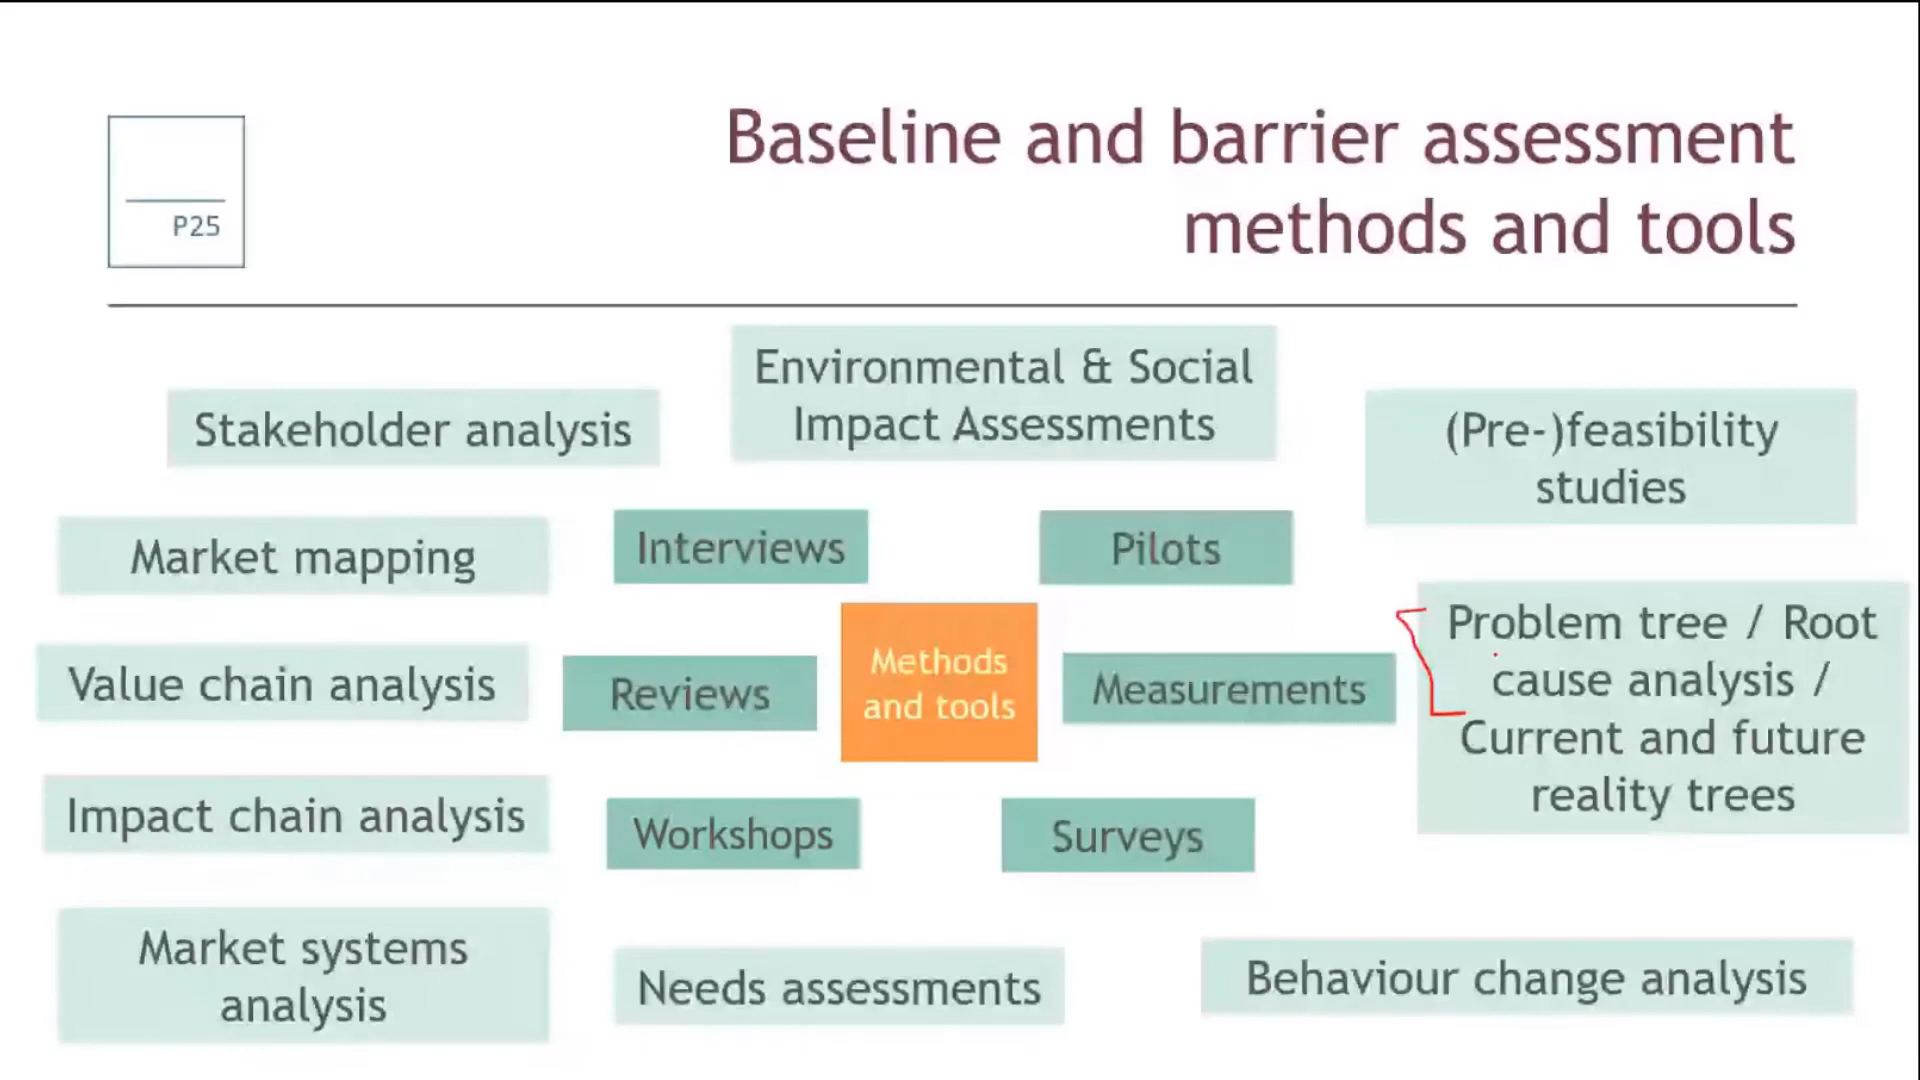 Baseline and barrier assessment
methods and tools
P25
Environmental & Social
Impact Assessments
Stakeholder analysis
(Pre-)feasibility
studies
Market mapping
Interviews
Pilots
Problem tree / Root
cause analysis /
Current and future
reality trees
Value chain analysis
Reviews
Methods
and tools
Measurements
Impact chain analysis
Workshops
Surveys
Market systems
analysis
Needs assessments
Behaviour change analysis